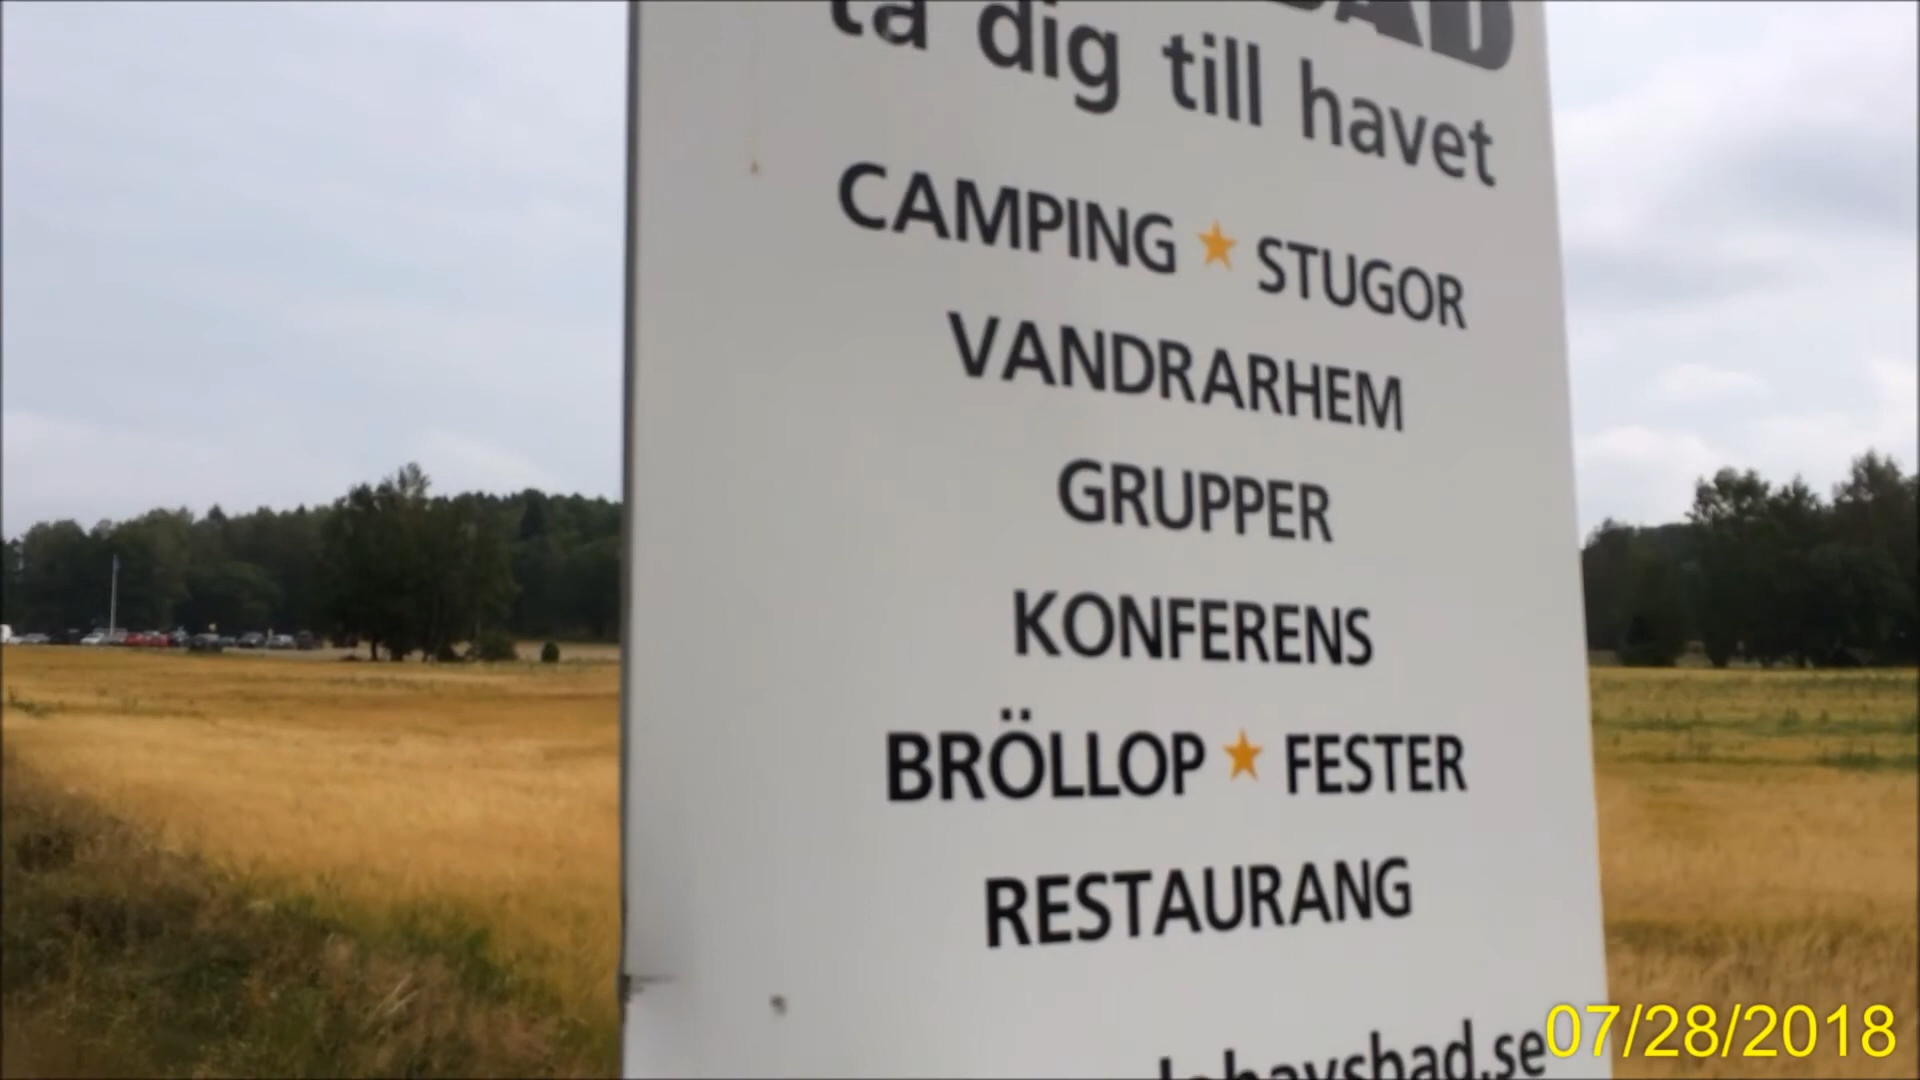 ta dig till havet
CAMPING ★ STUGOR
VANDRARHEM
GRUPPER
KONFERENS
BRÖLLOP ★ FESTER
RESTAURANG
07/28/2018